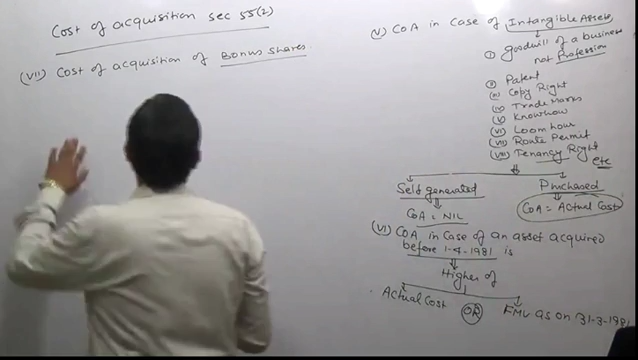 Cost of acquisition sec 55(2)
(VII) Cost of acquisition of Bonus shares
(V) CoA in Case of Intangible Assets
① goodwill of a business
not Profession
② Patent
(III) Copy Right
(IV) Trade Marks
(V) Knowhow
(VI) Loom hour
(VII) Route Permit
(VIII) Tenancy Right
etc
Self generated
Purchased
CoA = NIL
CoA = Actual Cost
(VI) COA in Case of an asset acquired
before 1-4-1981 is
Higher of
Actual Cost OR FMV as on 31-3-1981